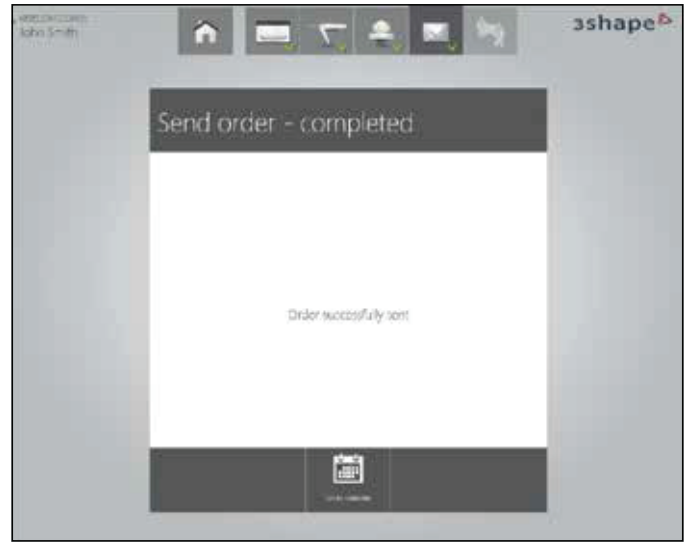 John Smith
3shape
Send order - completed
Order successfully sent